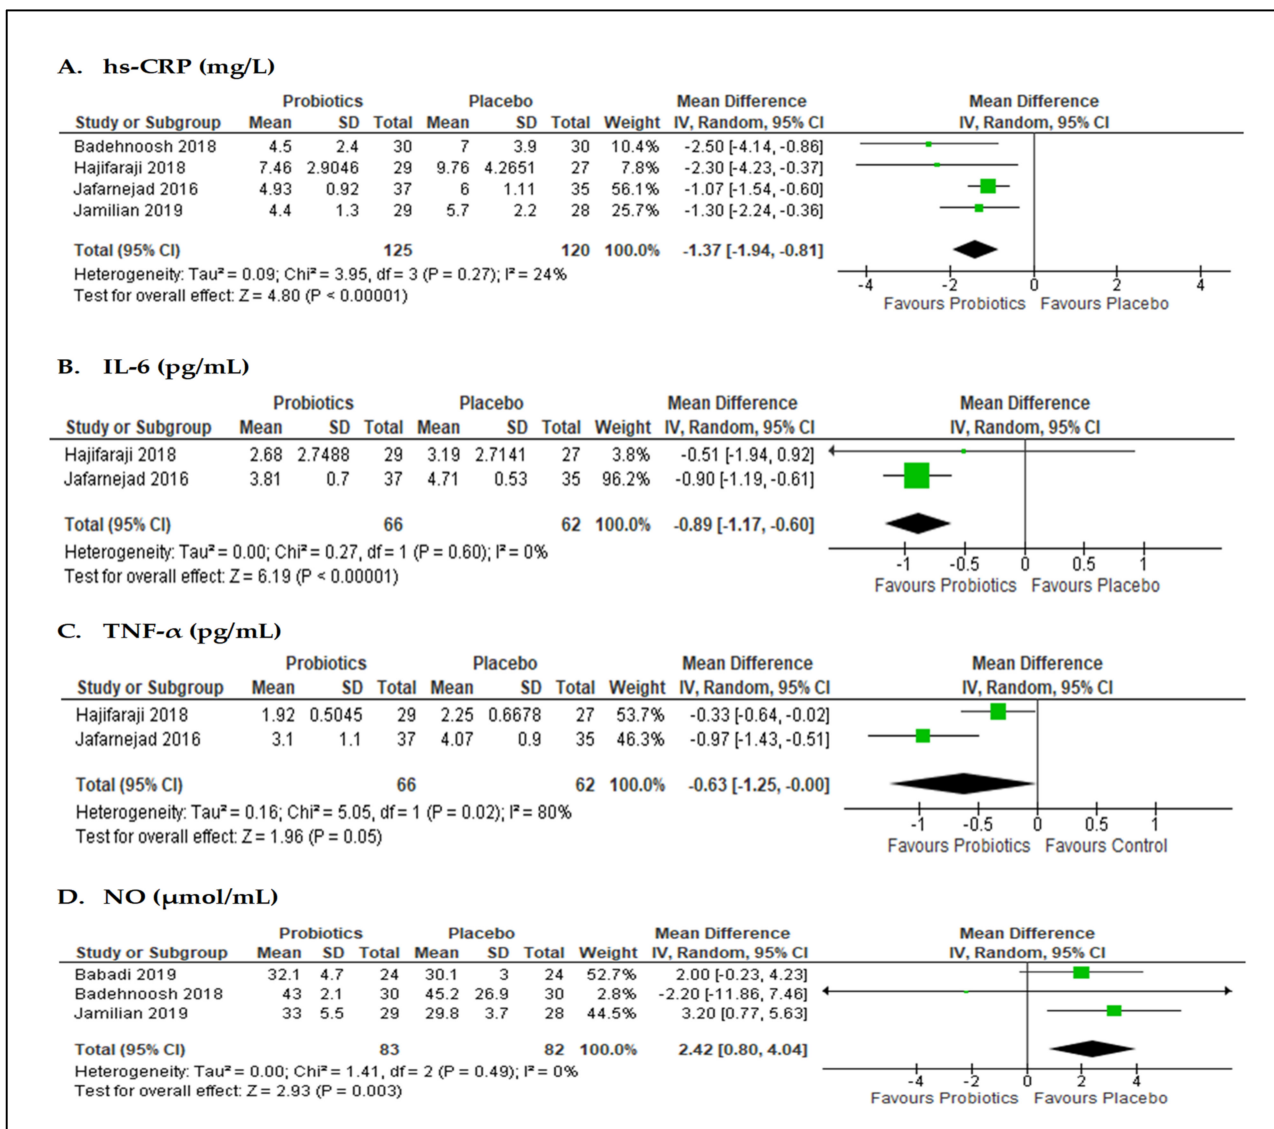 A. hs-CRP (mg/L)
Probiotics Placebo Mean Difference Mean Difference
Study or Subgroup Mean SD Total Mean SD Total Weight IV, Random, 95% CI IV, Random, 95% CI
Badehnoosh 2018 4.5 2.4 30 7 3.9 30 10.4% -2.50 [-4.14, -0.86]
Hajifaraji 2018 7.46 2.9046 29 9.76 4.2651 27 7.8% -2.30 [-4.23, -0.37]
Jafarnejad 2016 4.93 0.92 37 6 1.11 35 56.1% -1.07 [-1.54, -0.60]
Jamilian 2019 4.4 1.3 29 5.7 2.2 28 25.7% -1.30 [-2.24, -0.36]
Total (95% CI) 125 120 100.0% -1.37 [-1.94, -0.81]
Heterogeneity: Tau² = 0.09; Chi² = 3.95, df = 3 (P = 0.27); I² = 24%
Test for overall effect: Z = 4.80 (P < 0.00001)
-4 -2 0 2 4
Favours Probiotics Favours Placebo
B. IL-6 (pg/mL)
Probiotics Placebo Mean Difference Mean Difference
Study or Subgroup Mean SD Total Mean SD Total Weight IV, Random, 95% CI IV, Random, 95% CI
Hajifaraji 2018 2.68 2.7488 29 3.19 2.7141 27 3.8% -0.51 [-1.94, 0.92]
Jafarnejad 2016 3.81 0.7 37 4.71 0.53 35 96.2% -0.90 [-1.19, -0.61]
Total (95% CI) 66 62 100.0% -0.89 [-1.17, -0.60]
Heterogeneity: Tau² = 0.00; Chi² = 0.27, df = 1 (P = 0.60); I² = 0%
Test for overall effect: Z = 6.19 (P < 0.00001)
-1 -0.5 0 0.5 1
Favours Probiotics Favours Placebo
C. TNF-α (pg/mL)
Probiotics Placebo Mean Difference Mean Difference
Study or Subgroup Mean SD Total Mean SD Total Weight IV, Random, 95% CI IV, Random, 95% CI
Hajifaraji 2018 1.92 0.5045 29 2.25 0.6678 27 53.7% -0.33 [-0.64, -0.02]
Jafarnejad 2016 3.1 1.1 37 4.07 0.9 35 46.3% -0.97 [-1.43, -0.51]
Total (95% CI) 66 62 100.0% -0.63 [-1.25, -0.00]
Heterogeneity: Tau² = 0.16; Chi² = 5.05, df = 1 (P = 0.02); I² = 80%
Test for overall effect: Z = 1.96 (P = 0.05)
-1 -0.5 0 0.5 1
Favours Probiotics Favours Control
D. NO (µmol/mL)
Probiotics Placebo Mean Difference Mean Difference
Study or Subgroup Mean SD Total Mean SD Total Weight IV, Random, 95% CI IV, Random, 95% CI
Babadi 2019 32.1 4.7 24 30.1 3 24 52.7% 2.00 [-0.23, 4.23]
Badehnoosh 2018 43 2.1 30 45.2 26.9 30 2.8% -2.20 [-11.86, 7.46]
Jamilian 2019 33 5.5 29 29.8 3.7 28 44.5% 3.20 [0.77, 5.63]
Total (95% CI) 83 82 100.0% 2.42 [0.80, 4.04]
Heterogeneity: Tau² = 0.00; Chi² = 1.41, df = 2 (P = 0.49); I² = 0%
Test for overall effect: Z = 2.93 (P = 0.003)
-4 -2 0 2 4
Favours Probiotics Favours Placebo